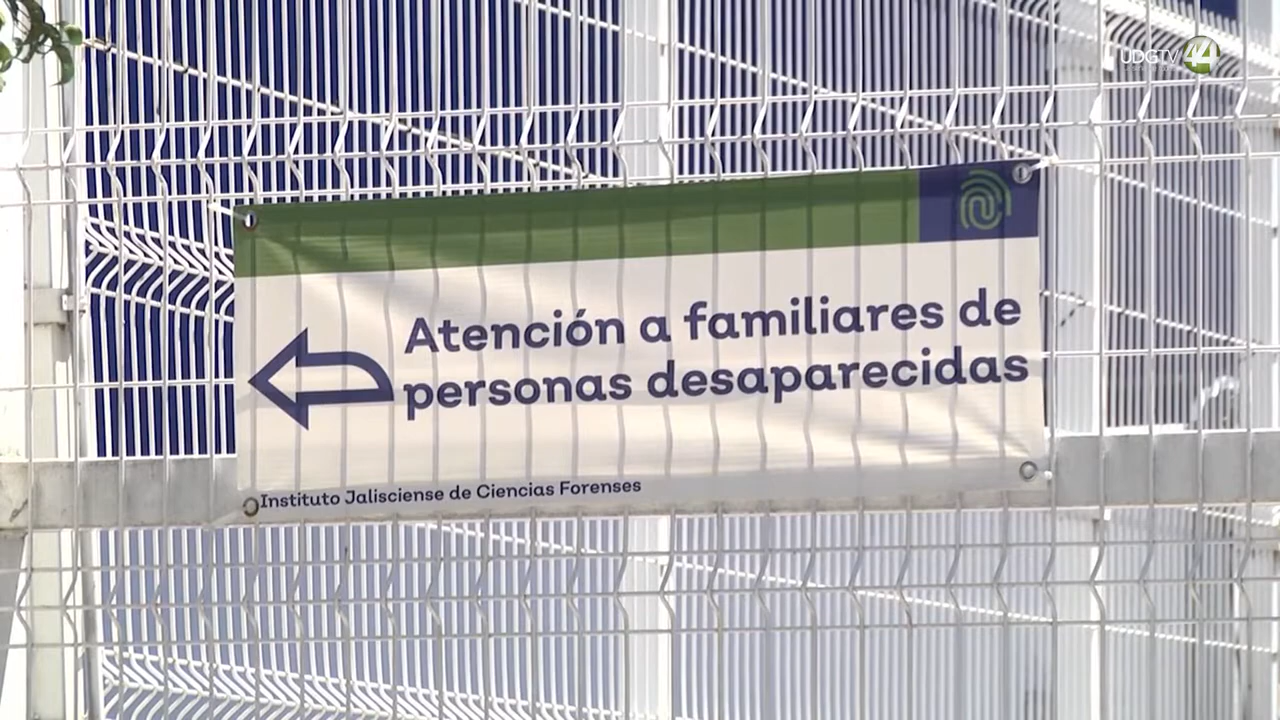 UDGTV 44
Atención a familiares de
personas desaparecidas
Instituto Jalisciense de Ciencias Forenses